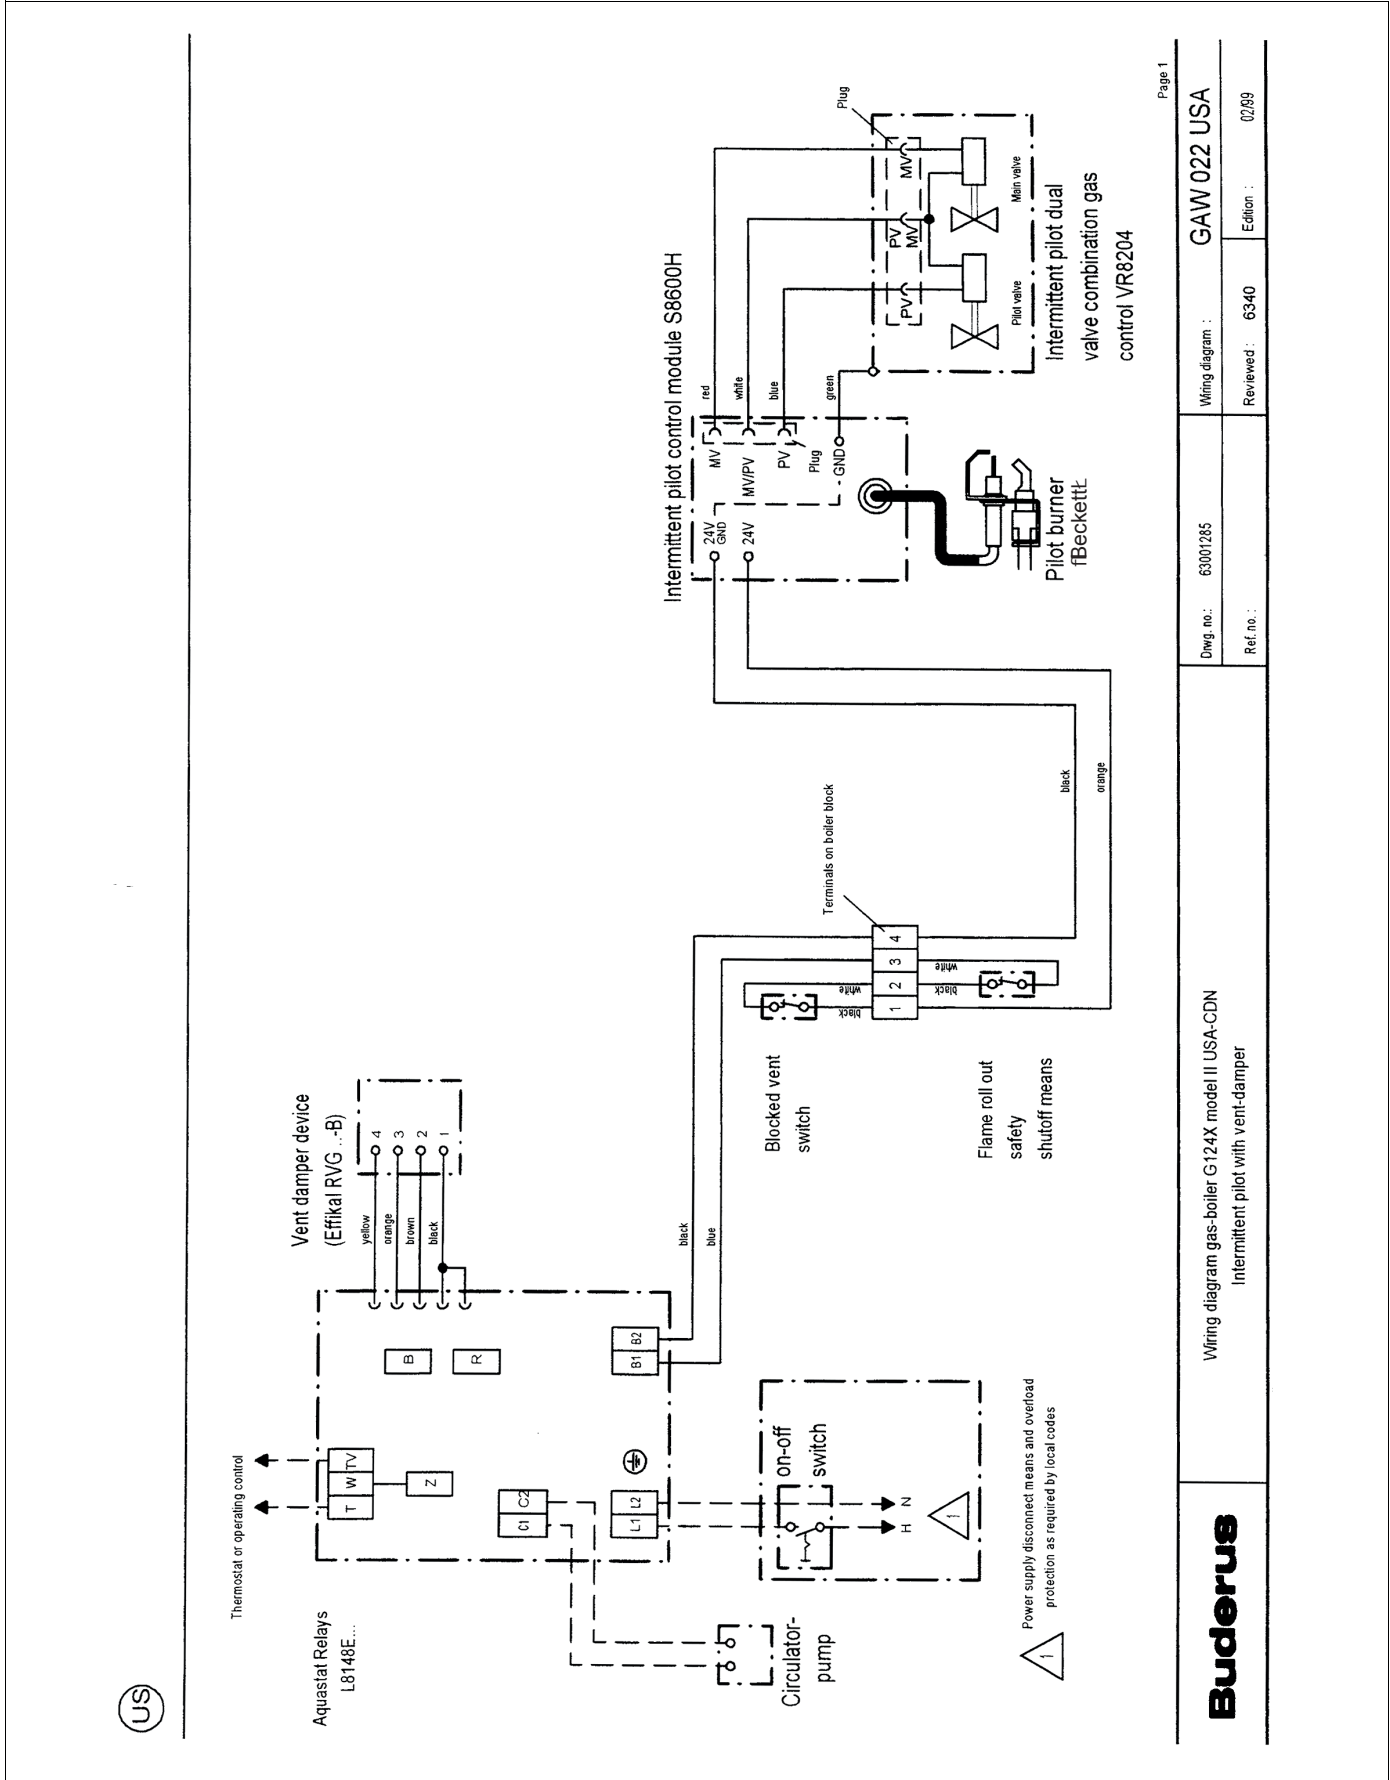 US
Page 1
Thermostat or operating control
Aquastat Relays
L8148E...
T
W
TV
Z
B
R
C1
C2
L1
L2
B1
B2
Vent damper device
(Effikal RVG ..-B)
yellow
orange
brown
black
4
3
2
1
black
blue
Circulator-
pump
on-off
switch
H
N
1
1
Power supply disconnect means and overload
protection as required by local codes
Blocked vent
switch
Flame roll out
safety
shutoff means
black
white
black
white
1
2
3
4
Terminals on boiler block
black
orange
Intermittent pilot control module S8600H
24V
GND
24V
MV
MV/PV
PV
Plug
GND
red
white
blue
green
Pilot burner
Plug
MV
PV
MV
PV
Pilot valve
Main valve
Intermittent pilot dual
valve combination gas
control VR8204
Buderus
Wiring diagram gas-boiler G124X model II USA-CDN
Intermittent pilot with vent-damper
Drwg. no.: 63001285
Ref. no. :
Wiring diagram : GAW 022 USA
Reviewed : 6340
Edition : 02/99